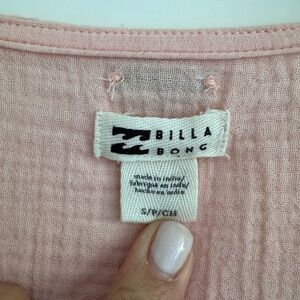 BILLA
BONG
made in india/
fabriqué en inde/
hecho en india
S/P/CH